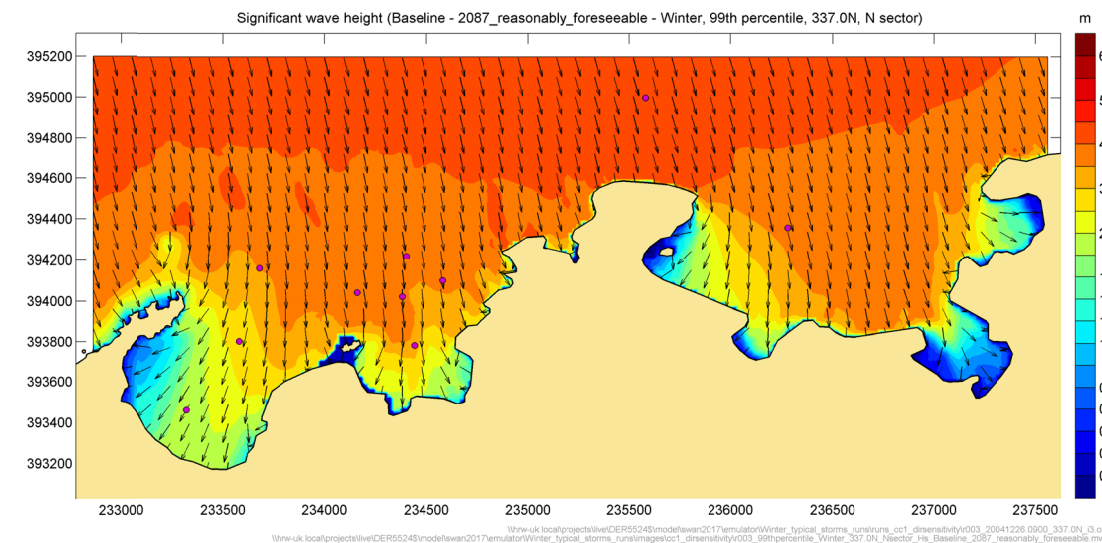 Significant wave height (Baseline - 2087_reasonably_foreseeable - Winter, 99th percentile, 337.0N, N sector)
m
395200
395000
394800
394600
394400
394200
394000
393800
393600
393400
393200
233000 233500 234000 234500 235000 235500 236000 236500 237000 237500
\\hrw-uk.local\projects\live\DER5524$\model\swan2017\emulator\Winter_typical_storms_runs\runs_cc1_dirsensitivity\r003_20041226.0900_337.0N_i3.o
\\hrw-uk.local\projects\live\DER5524$\model\swan2017\emulator\Winter_typical_storms_runs\images\cc1_dirsensitivity\r003_99thpercentile_Winter_337.0N_Nsector_Hs_Baseline_2087_reasonably_foreseeable.mw